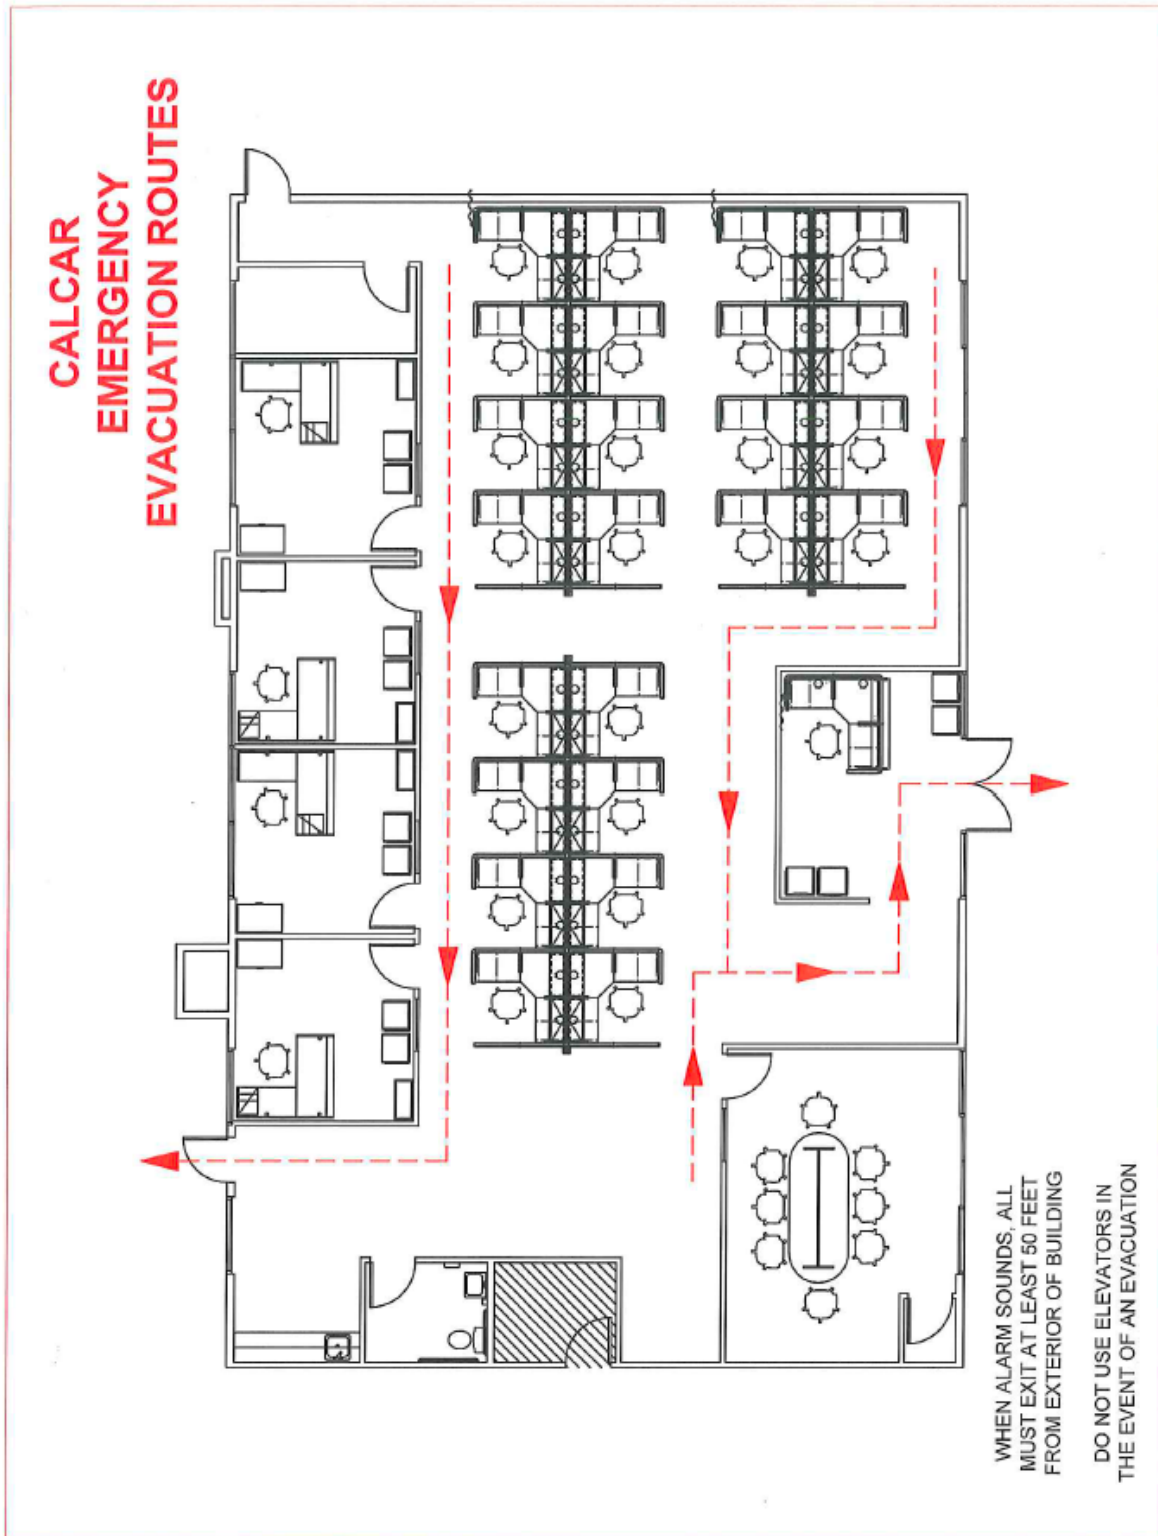 CALCAR
EMERGENCY
EVACUATION ROUTES
WHEN ALARM SOUNDS, ALL
MUST EXIT AT LEAST 50 FEET
FROM EXTERIOR OF BUILDING
DO NOT USE ELEVATORS IN
THE EVENT OF AN EVACUATION